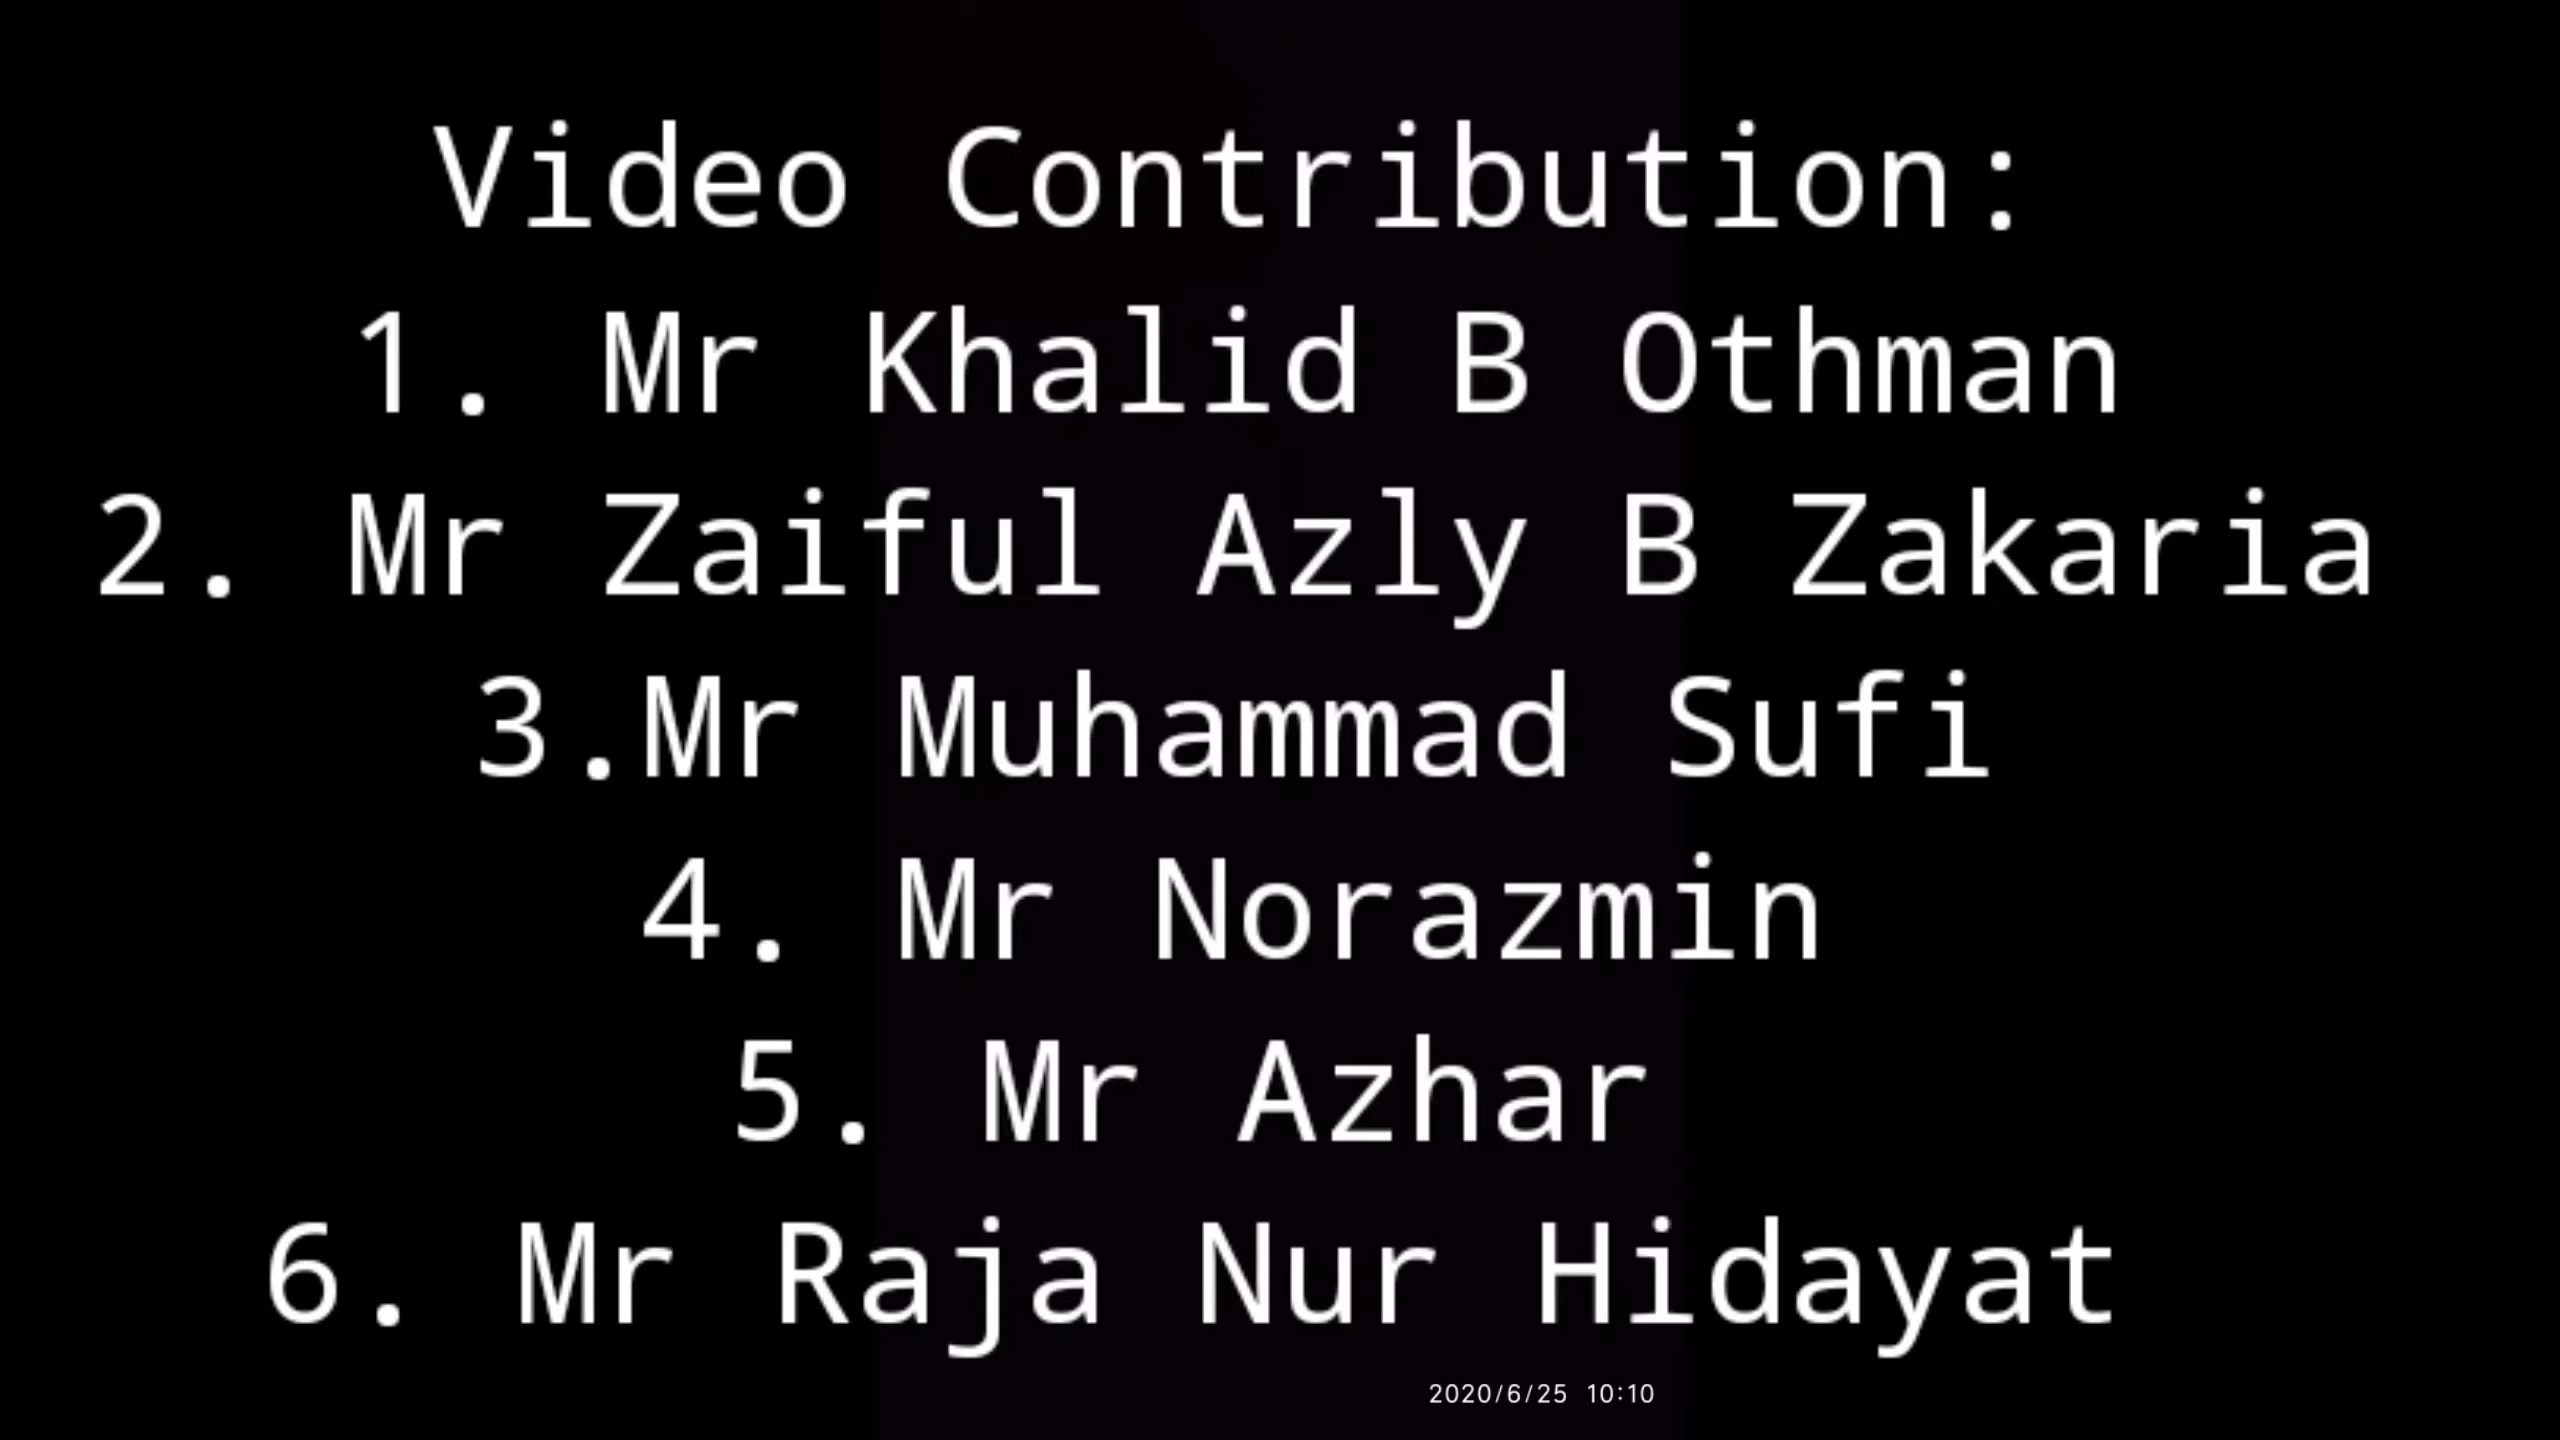 Video Contribution:
1. Mr Khalid B Othman
2. Mr Zaiful Azly B Zakaria
3.Mr Muhammad Sufi
4. Mr Norazmin
5. Mr Azhar
6. Mr Raja Nur Hidayat
2020/6/25 10:10